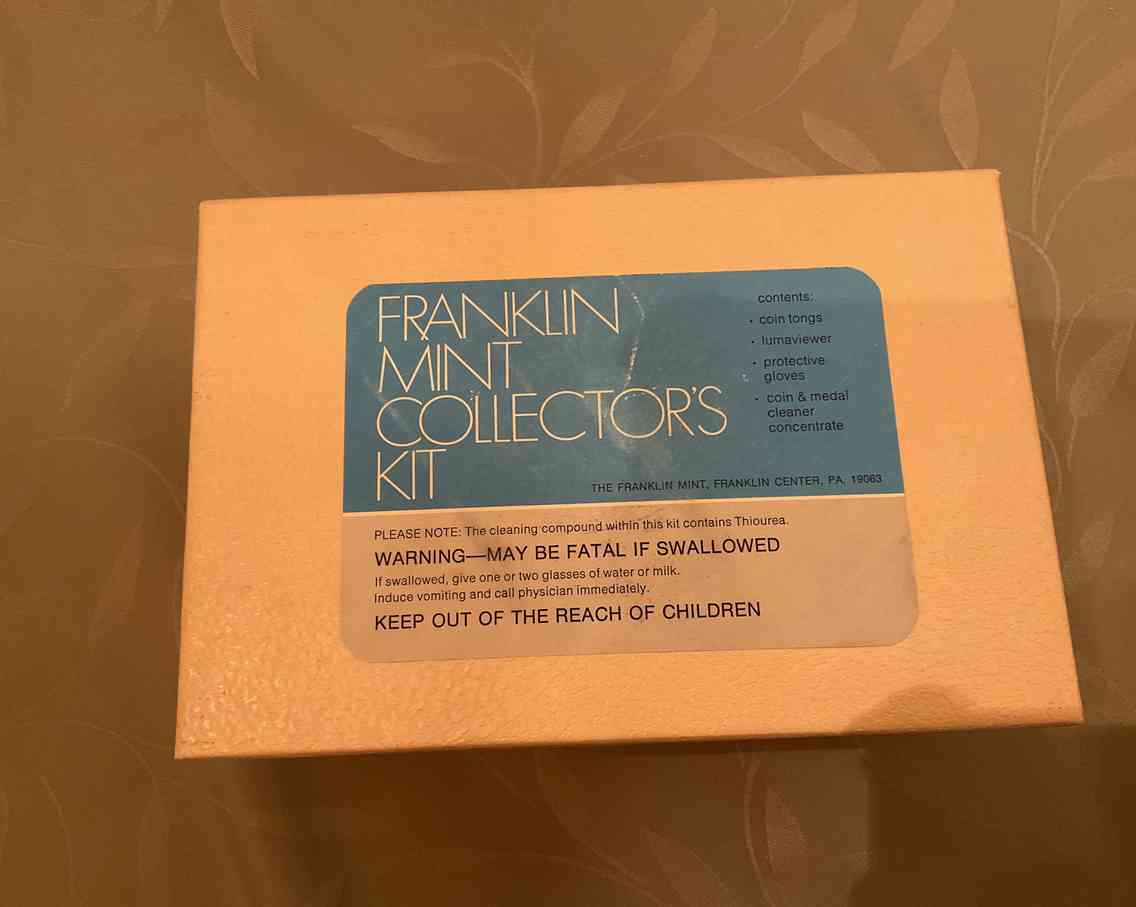 FRANKLIN
MINT
COLLECTOR'S
KIT
contents:
• coin tongs
• lumaviewer
• protective
gloves
• coin & medal
cleaner
concentrate
THE FRANKLIN MINT, FRANKLIN CENTER, PA. 19063
PLEASE NOTE: The cleaning compound within this kit contains Thiourea.
WARNING—MAY BE FATAL IF SWALLOWED
If swallowed, give one or two glasses of water or milk.
Induce vomiting and call physician immediately.
KEEP OUT OF THE REACH OF CHILDREN